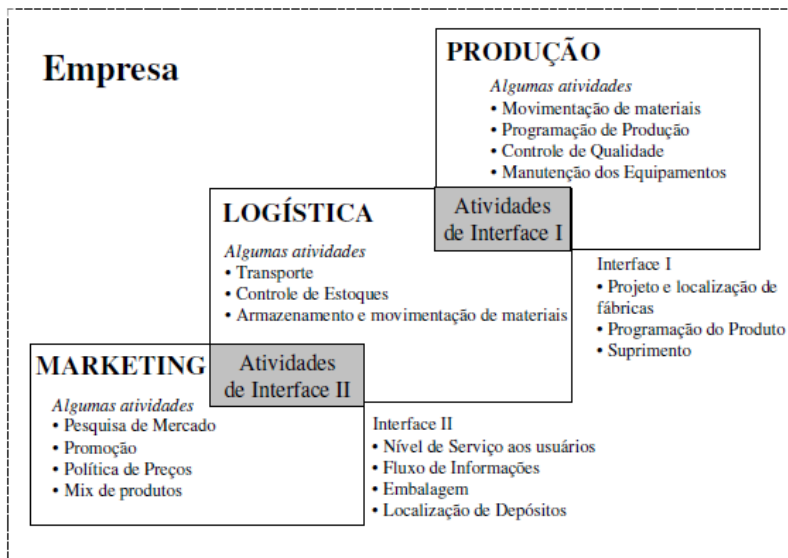 Empresa
PRODUÇÃO
Algumas atividades
• Movimentação de materiais
• Programação de Produção
• Controle de Qualidade
• Manutenção dos Equipamentos
Atividades
de Interface I
LOGÍSTICA
Algumas atividades
• Transporte
• Controle de Estoques
• Armazenamento e movimentação de materiais
Interface I
• Projeto e localização de
fábricas
• Programação do Produto
• Suprimento
MARKETING
Algumas atividades
• Pesquisa de Mercado
• Promoção
• Política de Preços
• Mix de produtos
Atividades
de Interface II
Interface II
• Nível de Serviço aos usuários
• Fluxo de Informações
• Embalagem
• Localização de Depósitos